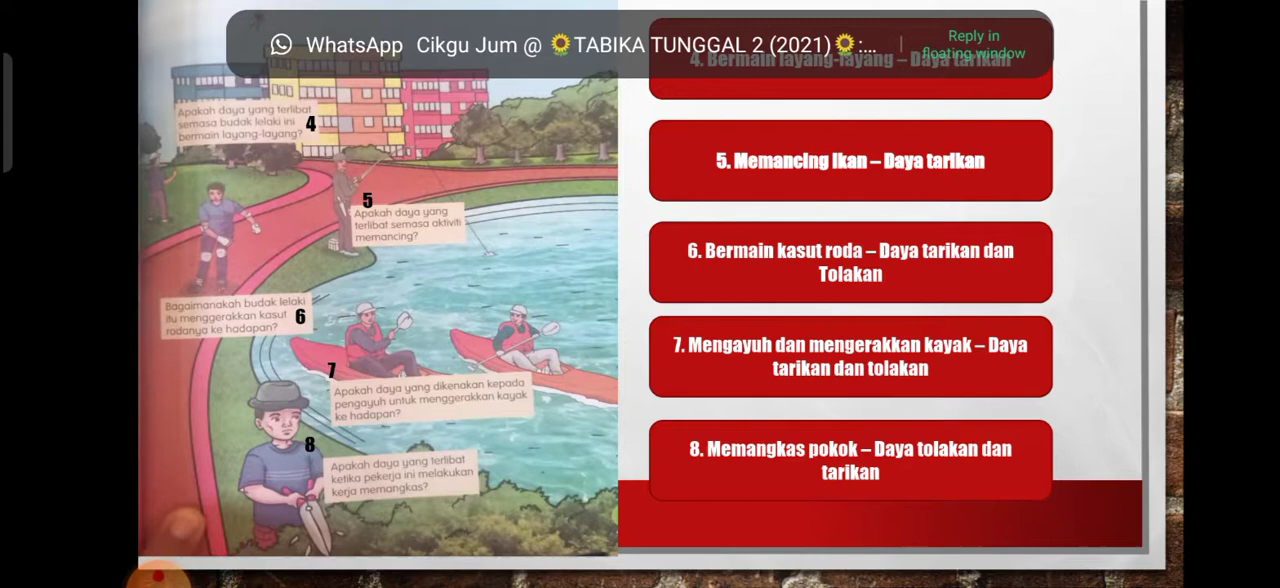 WhatsApp Cikgu Jum @ 🌻TABIKA TUNGGAL 2 (2021)🌻:...
Reply in
floating window
Apakah daya yang terlibat
semasa budak lelaki ini
bermain layang-layang?
4
5
Apakah daya yang
terlibat semasa aktiviti
memancing?
Bagaimanakah budak lelaki
itu menggerakkan kasut
rodanya ke hadapan?
6
7
Apakah daya yang dikenakan kepada
pengayuh untuk menggerakkan kayak
ke hadapan?
8
Apakah daya yang terlibat
ketika pekerja ini melakukan
kerja memangkas?
4. Bermain layang-layang – Daya tarikan
5. Memancing Ikan – Daya tarikan
6. Bermain kasut roda – Daya tarikan dan
Tolakan
7. Mengayuh dan mengerakkan kayak – Daya
tarikan dan tolakan
8. Memangkas pokok – Daya tolakan dan
tarikan